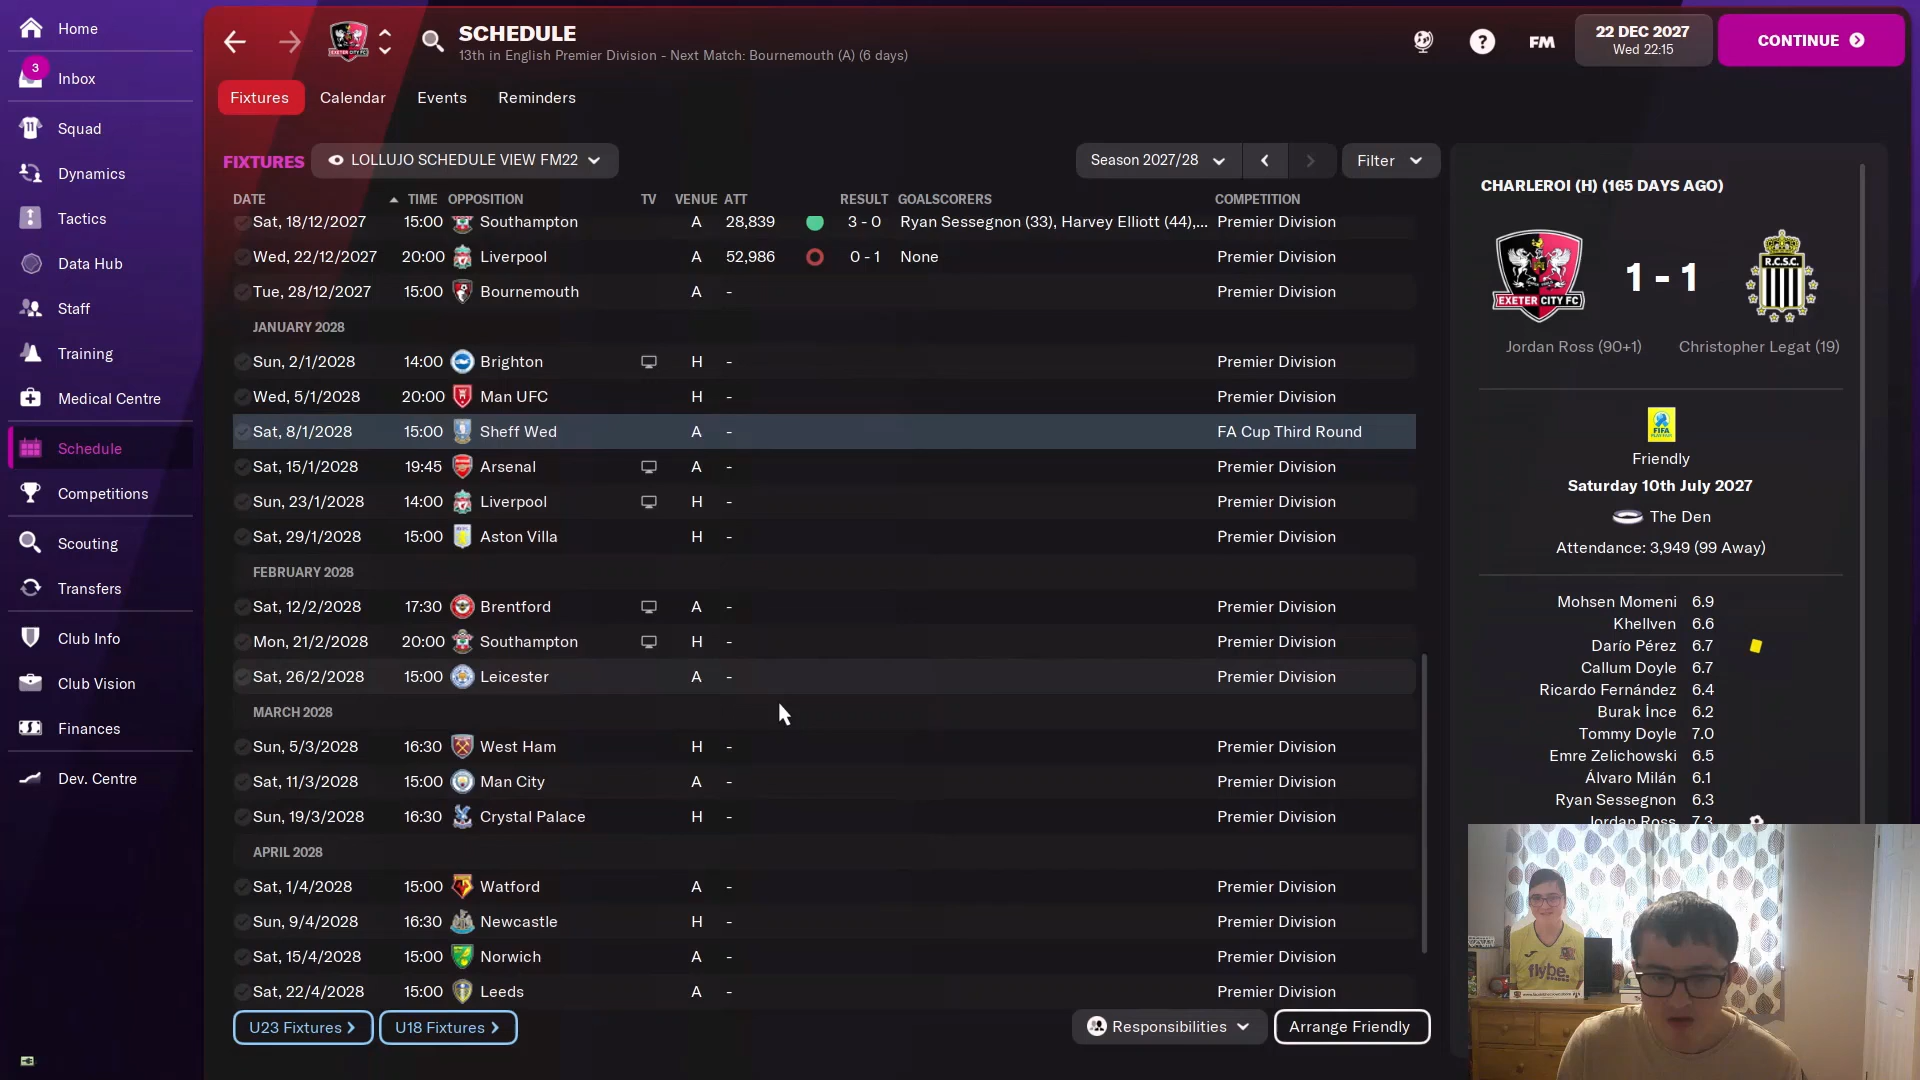 Home
3
Inbox
Squad
Dynamics
Tactics
Data Hub
Staff
Training
Medical Centre
Schedule
Competitions
Scouting
Transfers
Club Info
Club Vision
Finances
Dev. Centre
SCHEDULE
13th in English Premier Division - Next Match: Bournemouth (A) (6 days)
FM
22 DEC 2027
Wed 22:15
CONTINUE
Fixtures Calendar Events Reminders
FIXTURES LOLLUJO SCHEDULE VIEW FM22 Season 2027/28 Filter
DATE TIME OPPOSITION TV VENUE ATT RESULT GOALSCORERS COMPETITION
Sat, 18/12/2027 15:00 Southampton A 28,839 3 - 0 Ryan Sessegnon (33), Harvey Elliott (44),... Premier Division
Wed, 22/12/2027 20:00 Liverpool A 52,986 0 - 1 None Premier Division
Tue, 28/12/2027 15:00 Bournemouth A - Premier Division
JANUARY 2028
Sun, 2/1/2028 14:00 Brighton H - Premier Division
Wed, 5/1/2028 20:00 Man UFC H - Premier Division
Sat, 8/1/2028 15:00 Sheff Wed A - FA Cup Third Round
Sat, 15/1/2028 19:45 Arsenal A - Premier Division
Sun, 23/1/2028 14:00 Liverpool H - Premier Division
Sat, 29/1/2028 15:00 Aston Villa H - Premier Division
FEBRUARY 2028
Sat, 12/2/2028 17:30 Brentford A - Premier Division
Mon, 21/2/2028 20:00 Southampton H - Premier Division
Sat, 26/2/2028 15:00 Leicester A - Premier Division
MARCH 2028
Sun, 5/3/2028 16:30 West Ham H - Premier Division
Sat, 11/3/2028 15:00 Man City A - Premier Division
Sun, 19/3/2028 16:30 Crystal Palace H - Premier Division
APRIL 2028
Sat, 1/4/2028 15:00 Watford A - Premier Division
Sun, 9/4/2028 16:30 Newcastle H - Premier Division
Sat, 15/4/2028 15:00 Norwich A - Premier Division
Sat, 22/4/2028 15:00 Leeds A - Premier Division
U23 Fixtures U18 Fixtures Responsibilities Arrange Friendly
CHARLEROI (H) (165 DAYS AGO)
EXETER CITY FC 1 - 1 R.C.S.C.
Jordan Ross (90+1) Christopher Legat (19)
FIFA
Friendly
Saturday 10th July 2027
The Den
Attendance: 3,949 (99 Away)
Mohsen Momeni 6.9
Khellven 6.6
Darío Pérez 6.7
Callum Doyle 6.7
Ricardo Fernández 6.4
Burak İnce 6.2
Tommy Doyle 7.0
Emre Zelichowski 6.5
Álvaro Milán 6.1
Ryan Sessegnon 6.3
Jordan Ross 7.3
flybe.